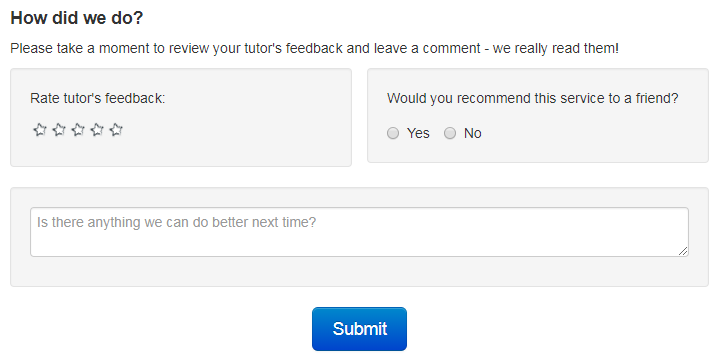 How did we do?
Please take a moment to review your tutor's feedback and leave a comment - we really read them!
Rate tutor's feedback:
Would you recommend this service to a friend?
Yes No
Is there anything we can do better next time?
Submit